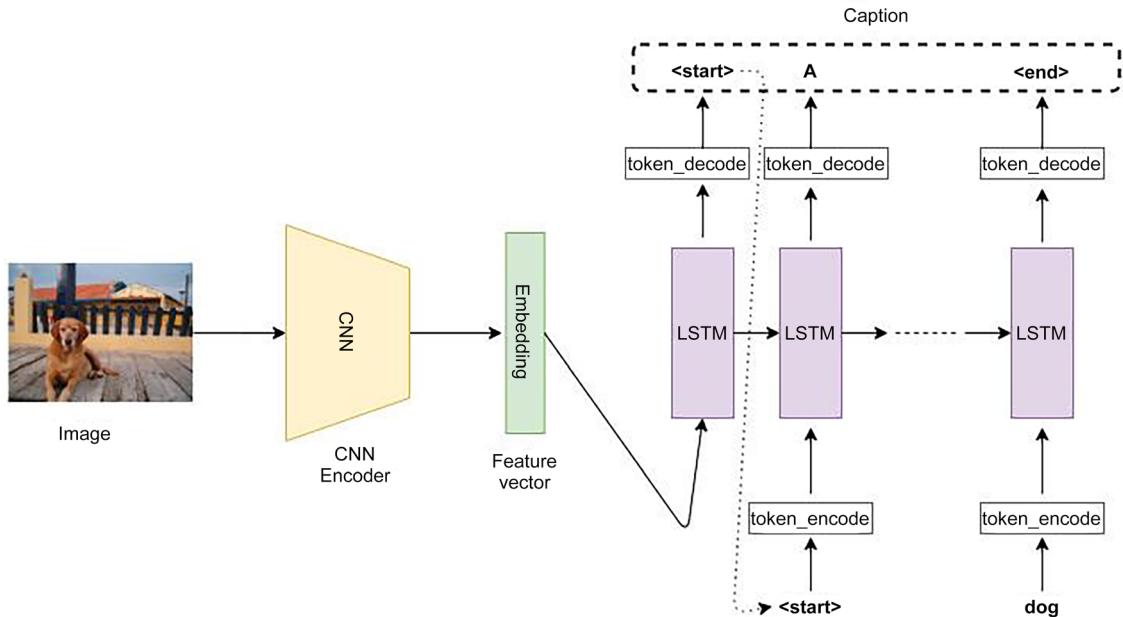 Caption
<start> A <end>
token_decode token_decode token_decode
CNN
Embedding
LSTM LSTM LSTM
Image
CNN
Encoder
Feature
vector
token_encode token_encode
<start> dog